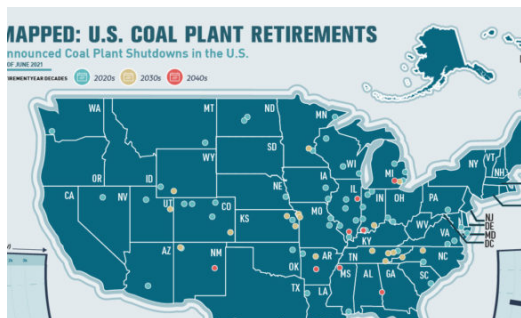 MAPPED: U.S. COAL PLANT RETIREMENTS
nnounced Coal Plant Shutdowns in the U.S.
OF JUNE 2021
TIREMENT YEAR DECADES 2020s 2030s 2040s
WA
MT
ND
MN
OR
ID
WY
SD
WI
MI
NY
VT
NH
CA
NV
UT
CO
NE
IA
IL
IN
OH
PA
NJ
DE
MD
DC
KS
MO
KY
WV
VA
AZ
NM
OK
AR
TN
NC
TX
LA
MS
AL
GA
SC